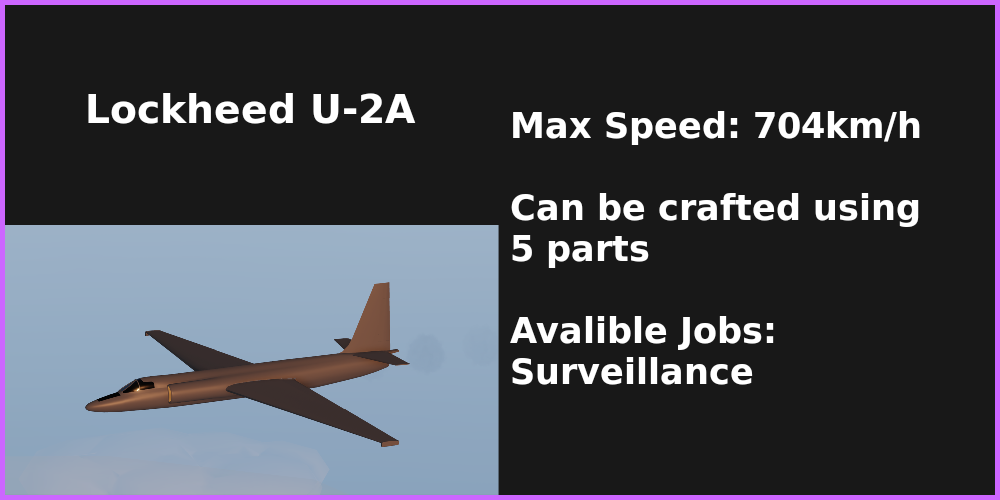 Lockheed U-2A
Max Speed: 704km/h
Can be crafted using
5 parts
Avalible Jobs:
Surveillance